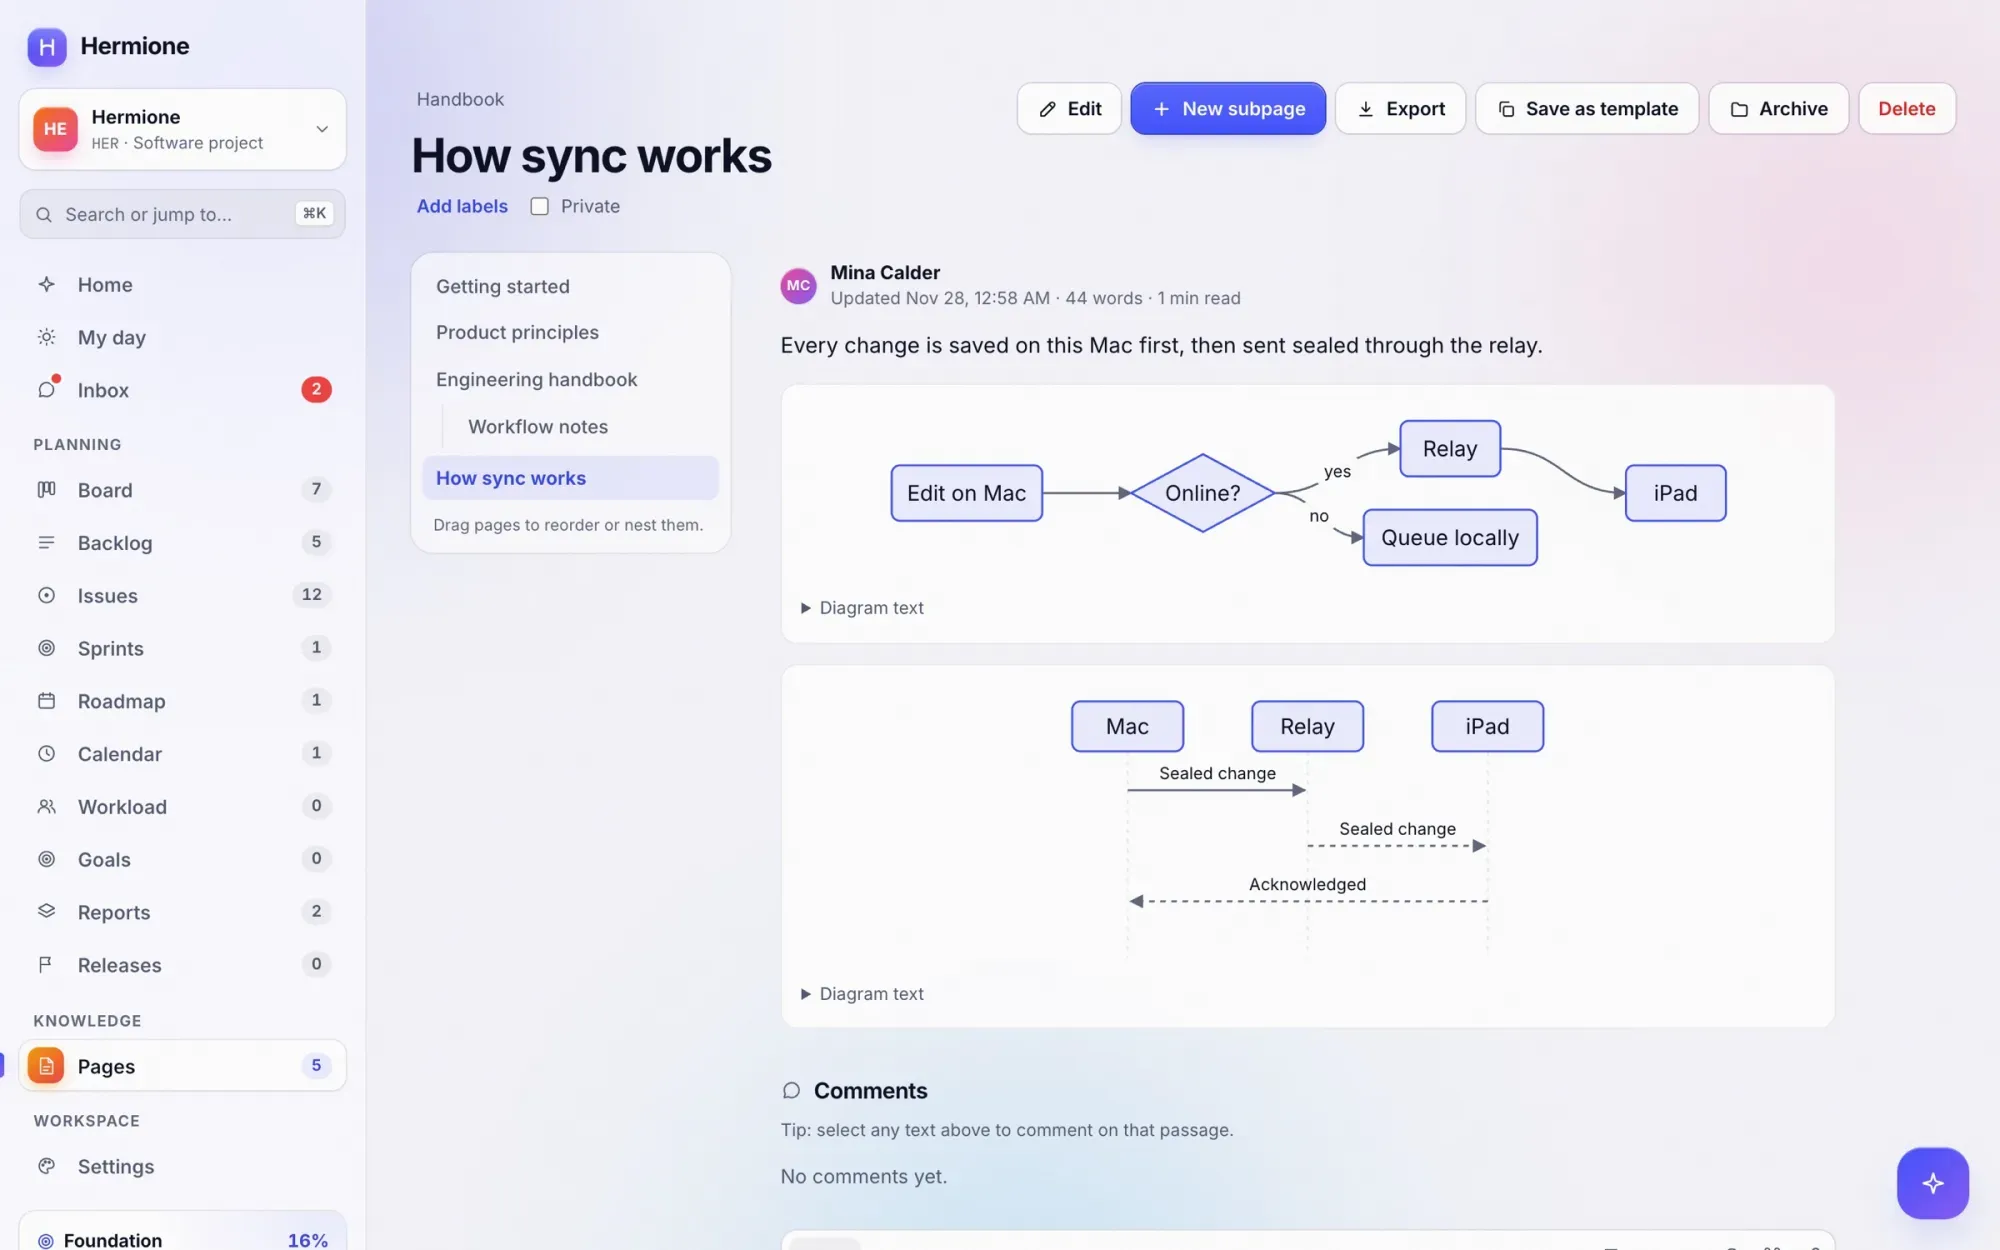 H Hermione
HE Hermione
HER · Software project
Search or jump to... ⌘K
Home
My day
Inbox 2
PLANNING
Board 7
Backlog 5
Issues 12
Sprints 1
Roadmap 1
Calendar 1
Workload 0
Goals 0
Reports 2
Releases 0
KNOWLEDGE
Pages 5
WORKSPACE
Settings
Foundation 16%
Handbook
How sync works
Add labels Private
Edit
New subpage
Export
Save as template
Archive
Delete
Getting started
Product principles
Engineering handbook
Workflow notes
How sync works
Drag pages to reorder or nest them.
MC Mina Calder
Updated Nov 28, 12:58 AM · 44 words · 1 min read
Every change is saved on this Mac first, then sent sealed through the relay.
Edit on Mac
Online?
yes
no
Relay
Queue locally
iPad
Diagram text
Mac Relay iPad
Sealed change
Sealed change
Acknowledged
Diagram text
Comments
Tip: select any text above to comment on that passage.
No comments yet.